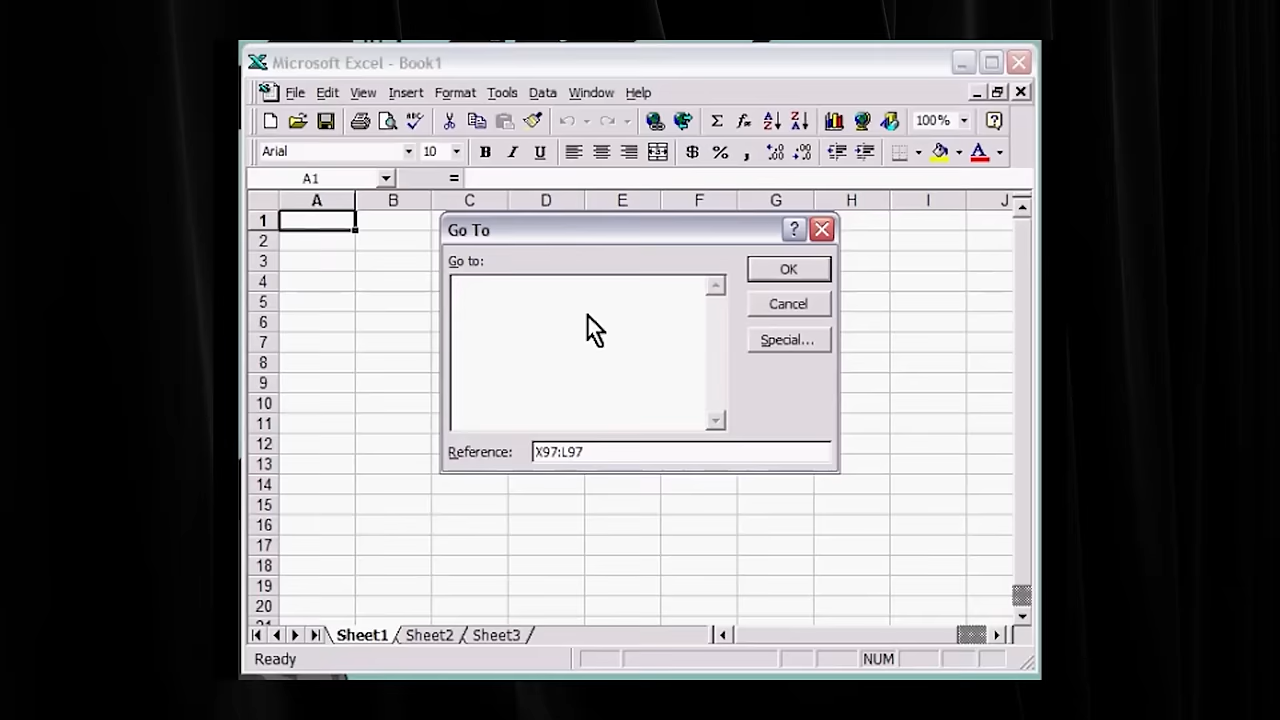 Microsoft Excel - Book1
File Edit View Insert Format Tools Data Window Help
100%
Arial 10 B I U $ % ,
A1 =
A B C D E F G H I J
Go To
Go to:
OK
Cancel
Special...
Reference: X97:L97
1
2
3
4
5
6
7
8
9
10
11
12
13
14
15
16
17
18
19
20
Sheet1 Sheet2 Sheet3
Ready NUM